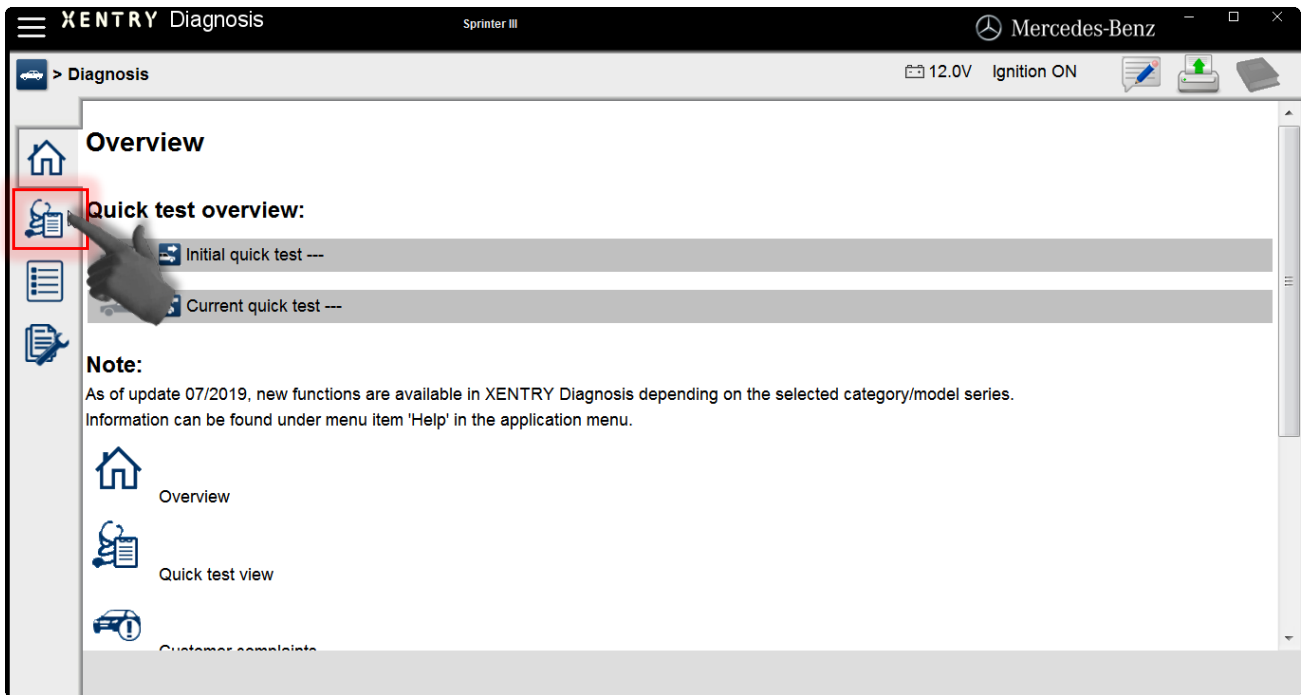 XENTRY Diagnosis
Sprinter III
Mercedes-Benz
> Diagnosis
12.0V
Ignition ON
Overview
Quick test overview:
Initial quick test ---
Current quick test ---
Note:
As of update 07/2019, new functions are available in XENTRY Diagnosis depending on the selected category/model series.
Information can be found under menu item 'Help' in the application menu.
Overview
Quick test view
Customer complaints